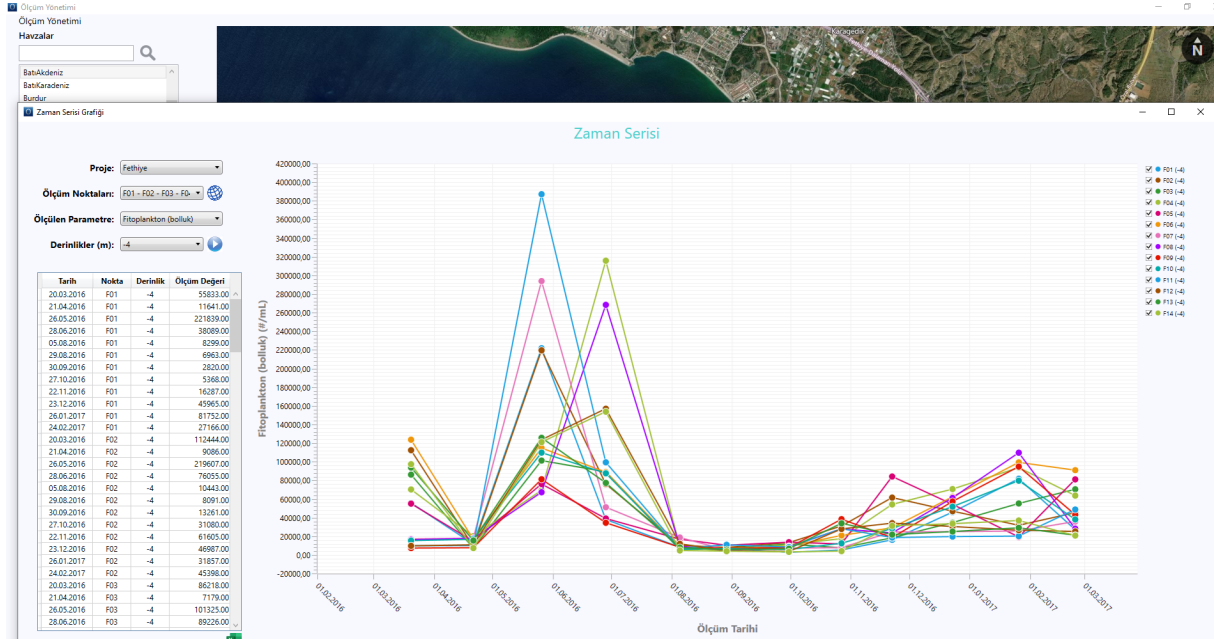 Ölçüm Yönetimi
Ölçüm Yönetimi
Havzalar
BatıAkdeniz
BatıKaradeniz
Burdur
Karagedik
N
Zaman Serisi Grafiği
Zaman Serisi
Proje: Fethiye
Ölçüm Noktaları: F01 - F02 - F03 - F0-
Ölçülen Parametre: Fitoplankton (bolluk)
Derinlikler (m): -4
Tarih Nokta Derinlik Ölçüm Değeri
20.03.2016 F01 -4 55833.00
21.04.2016 F01 -4 11641.00
26.05.2016 F01 -4 221839.00
28.06.2016 F01 -4 38089.00
05.08.2016 F01 -4 8299.00
29.08.2016 F01 -4 6963.00
30.09.2016 F01 -4 2820.00
27.10.2016 F01 -4 5368.00
22.11.2016 F01 -4 16287.00
23.12.2016 F01 -4 45965.00
26.01.2017 F01 -4 81752.00
24.02.2017 F01 -4 27166.00
20.03.2016 F02 -4 112444.00
21.04.2016 F02 -4 9086.00
26.05.2016 F02 -4 219607.00
28.06.2016 F02 -4 76055.00
05.08.2016 F02 -4 10443.00
29.08.2016 F02 -4 8091.00
30.09.2016 F02 -4 13261.00
27.10.2016 F02 -4 31080.00
22.11.2016 F02 -4 61605.00
23.12.2016 F02 -4 46987.00
26.01.2017 F02 -4 31857.00
24.02.2017 F02 -4 45398.00
20.03.2016 F03 -4 86218.00
21.04.2016 F03 -4 7179.00
26.05.2016 F03 -4 101325.00
28.06.2016 F03 -4 89226.00
Fitoplankton (bolluk) (#/mL)
420000,00
400000,00
380000,00
360000,00
340000,00
320000,00
300000,00
280000,00
260000,00
240000,00
220000,00
200000,00
180000,00
160000,00
140000,00
120000,00
100000,00
80000,00
60000,00
40000,00
20000,00
0,00
-20000,00
01.02.2016
01.03.2016
01.04.2016
01.05.2016
01.06.2016
01.07.2016
01.08.2016
01.09.2016
01.10.2016
01.11.2016
01.12.2016
01.01.2017
01.02.2017
01.03.2017
Ölçüm Tarihi
F01 (-4)
F02 (-4)
F03 (-4)
F04 (-4)
F05 (-4)
F06 (-4)
F07 (-4)
F08 (-4)
F09 (-4)
F10 (-4)
F11 (-4)
F12 (-4)
F13 (-4)
F14 (-4)